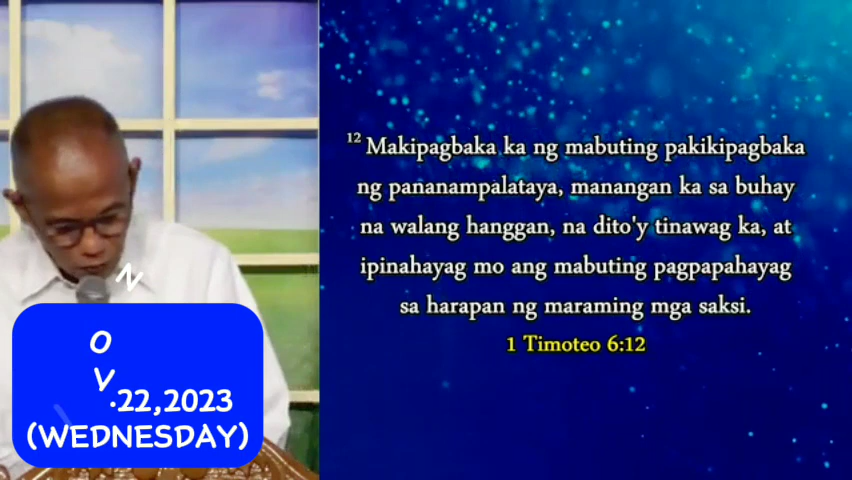 12 Makipagbaka ka ng mabuting pakikipagbaka
ng pananampalataya, manangan ka sa buhay
na walang hanggan, na dito'y tinawag ka, at
ipinahayag mo ang mabuting pagpapahayag
sa harapan ng maraming mga saksi.
1 Timoteo 6:12
N
O
V
.22,2023
(WEDNESDAY)